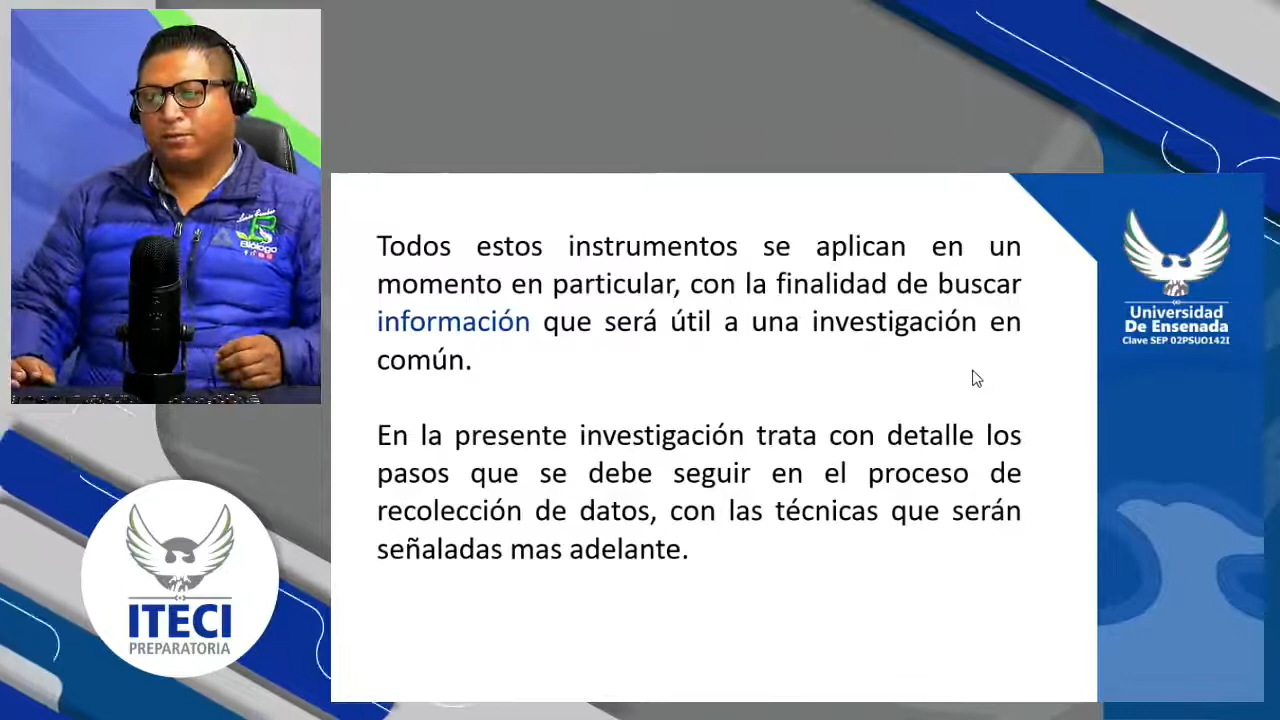 Biólogo
Todos estos instrumentos se aplican en un
momento en particular, con la finalidad de buscar
información que será útil a una investigación en
común.
En la presente investigación trata con detalle los
pasos que se debe seguir en el proceso de
recolección de datos, con las técnicas que serán
señaladas mas adelante.
Universidad
De Ensenada
Clave SEP 02PSU0142I
ITECI
PREPARATORIA